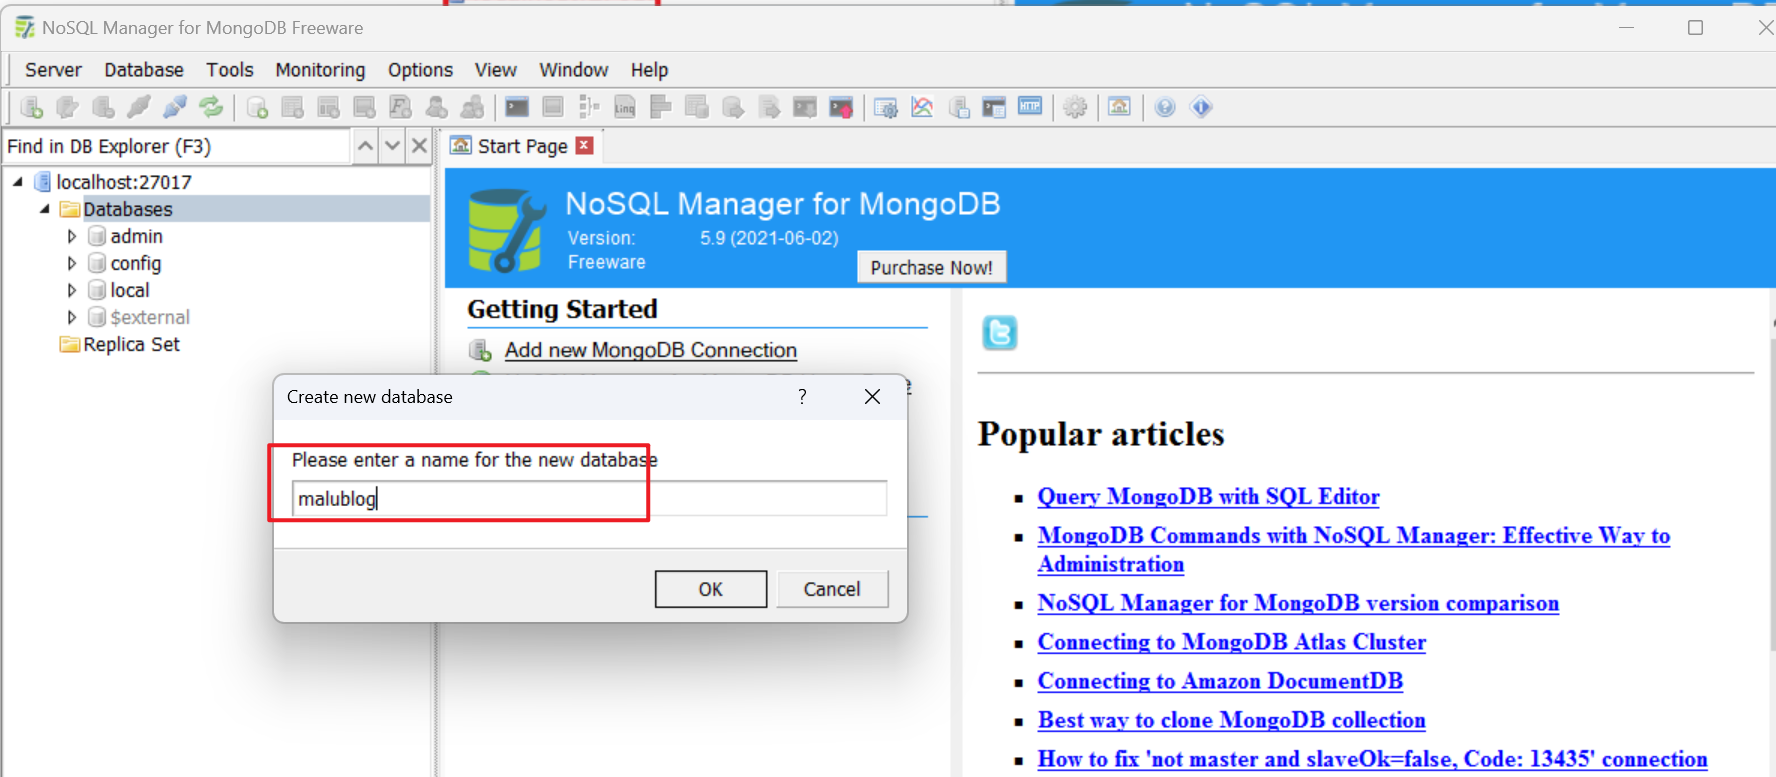 NoSQL Manager for MongoDB Freeware
Server Database Tools Monitoring Options View Window Help
Linq
HTTP
Find in DB Explorer (F3)
Start Page
localhost:27017
Databases
admin
config
local
$external
Replica Set
NoSQL Manager for MongoDB
Version: 5.9 (2021-06-02)
Freeware
Purchase Now!
Getting Started
Add new MongoDB Connection
Create new database
?
Please enter a name for the new database
malublog
OK Cancel
Popular articles
Query MongoDB with SQL Editor
MongoDB Commands with NoSQL Manager: Effective Way to
Administration
NoSQL Manager for MongoDB version comparison
Connecting to MongoDB Atlas Cluster
Connecting to Amazon DocumentDB
Best way to clone MongoDB collection
How to fix 'not master and slaveOk=false, Code: 13435' connection